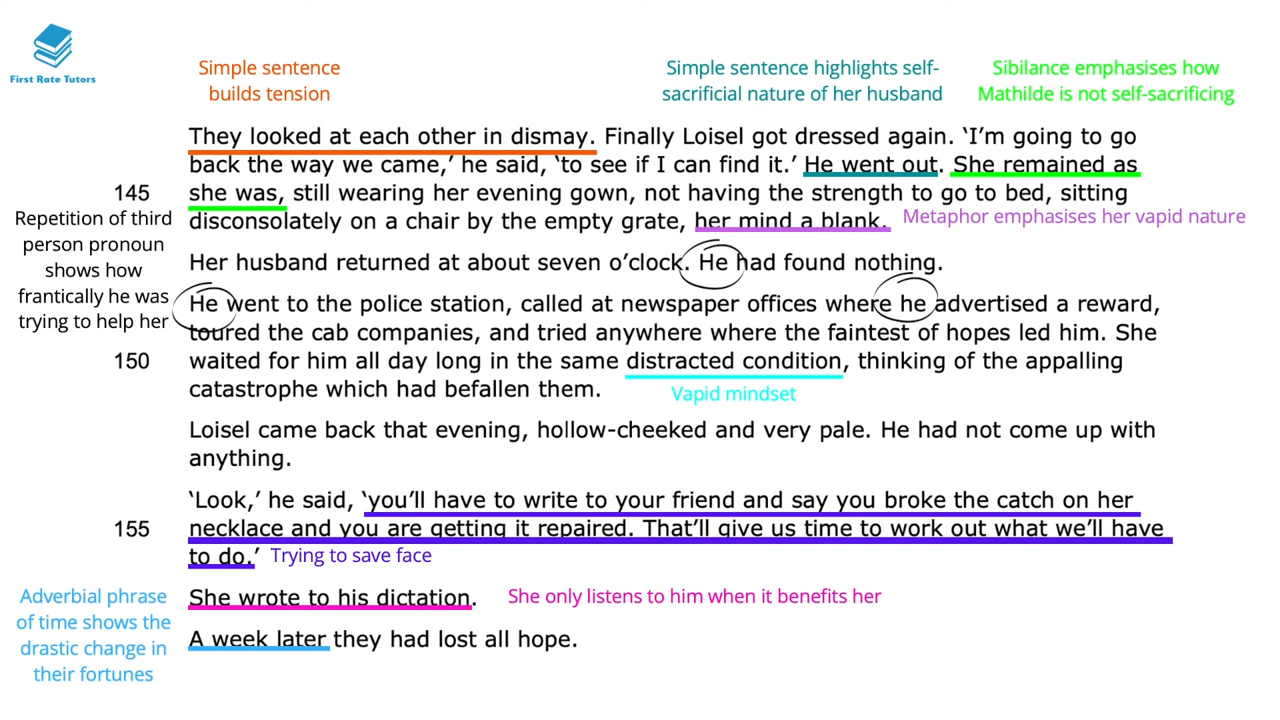 First Rate Tutors
Simple sentence
builds tension
Simple sentence highlights self-
sacrificial nature of her husband
Sibilance emphasises how
Mathilde is not self-sacrificing
They looked at each other in dismay. Finally Loisel got dressed again. ‘I’m going to go
back the way we came,’ he said, ‘to see if I can find it.’ He went out. She remained as
145 she was, still wearing her evening gown, not having the strength to go to bed, sitting
disconsolately on a chair by the empty grate, her mind a blank.
Metaphor emphasises her vapid nature
Repetition of third
person pronoun
shows how
frantically he was
trying to help her
Her husband returned at about seven o’clock. He had found nothing.
He went to the police station, called at newspaper offices where he advertised a reward,
toured the cab companies, and tried anywhere where the faintest of hopes led him. She
150 waited for him all day long in the same distracted condition, thinking of the appalling
catastrophe which had befallen them.
Vapid mindset
Loisel came back that evening, hollow-cheeked and very pale. He had not come up with
anything.
‘Look,’ he said, ‘you’ll have to write to your friend and say you broke the catch on her
155 necklace and you are getting it repaired. That’ll give us time to work out what we’ll have
to do.’
Trying to save face
She wrote to his dictation.
She only listens to him when it benefits her
Adverbial phrase
of time shows the
drastic change in
their fortunes
A week later they had lost all hope.